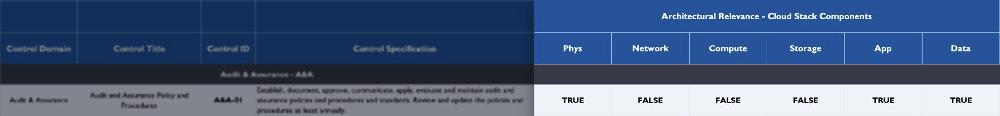 Architectural Relevance - Cloud Stack Components
Control Domain Control Title Control ID Control Specification Phys Network Compute Storage App Data
Audit & Assurance - A&A
Audit & Assurance
Audit and Assurance Policy and
Procedures
A&A-01
Establish, document, approve, communicate, apply, evaluate and maintain audit and
assurance policies and procedures and standards. Review and update the policies and
procedures at least annually.
TRUE FALSE FALSE FALSE TRUE TRUE